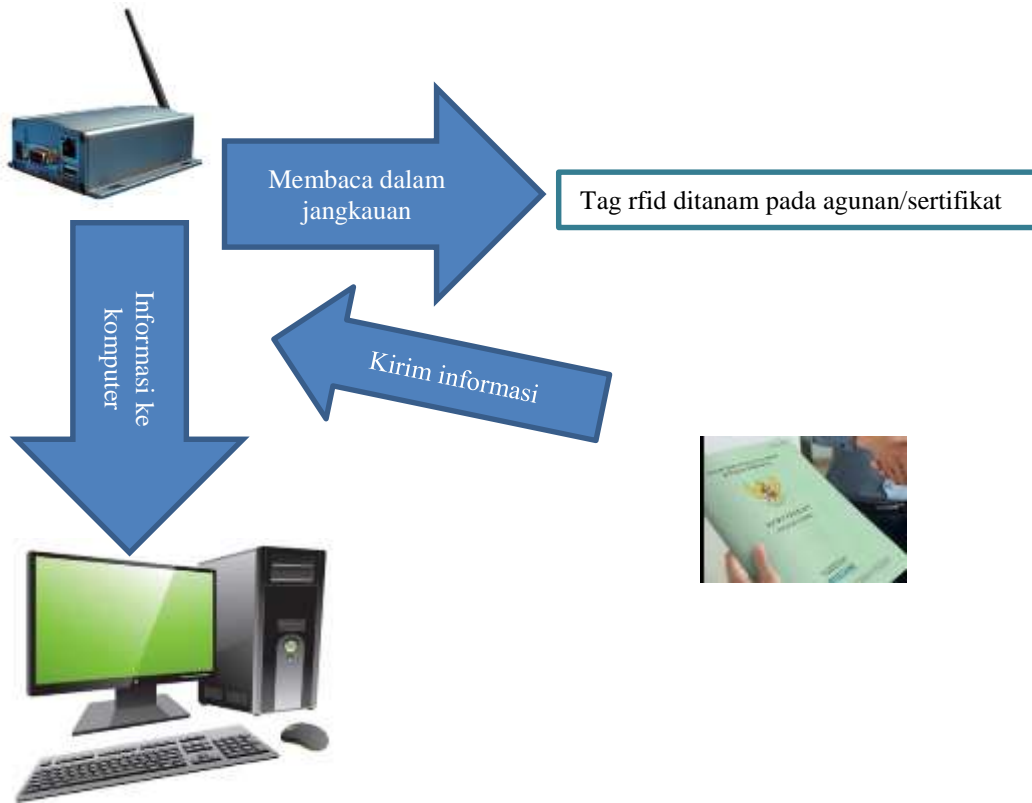 Membaca dalam
jangkauan
Tag rfid ditanam pada agunan/sertifikat
Informasi ke
komputer
Kirim informasi